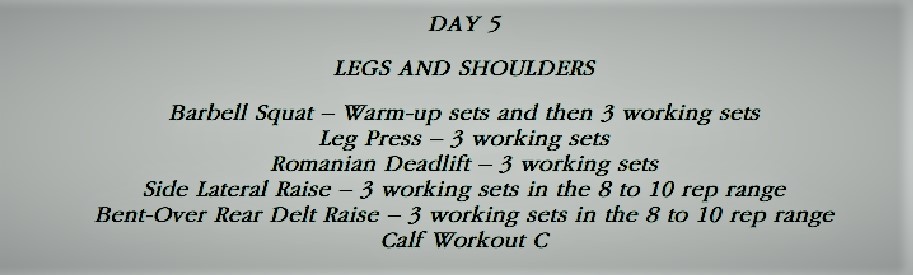 DAY 5
LEGS AND SHOULDERS
Barbell Squat – Warm-up sets and then 3 working sets
Leg Press – 3 working sets
Romanian Deadlift – 3 working sets
Side Lateral Raise – 3 working sets in the 8 to 10 rep range
Bent-Over Rear Delt Raise – 3 working sets in the 8 to 10 rep range
Calf Workout C